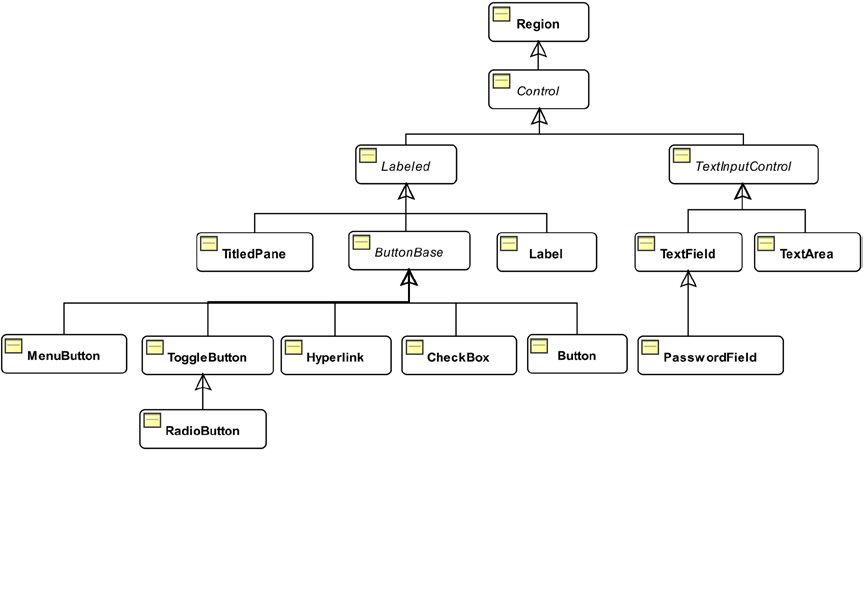 Region
Control
Labeled
TextInputControl
TitledPane
ButtonBase
Label
TextField
TextArea
MenuButton
ToggleButton
Hyperlink
CheckBox
Button
PasswordField
RadioButton